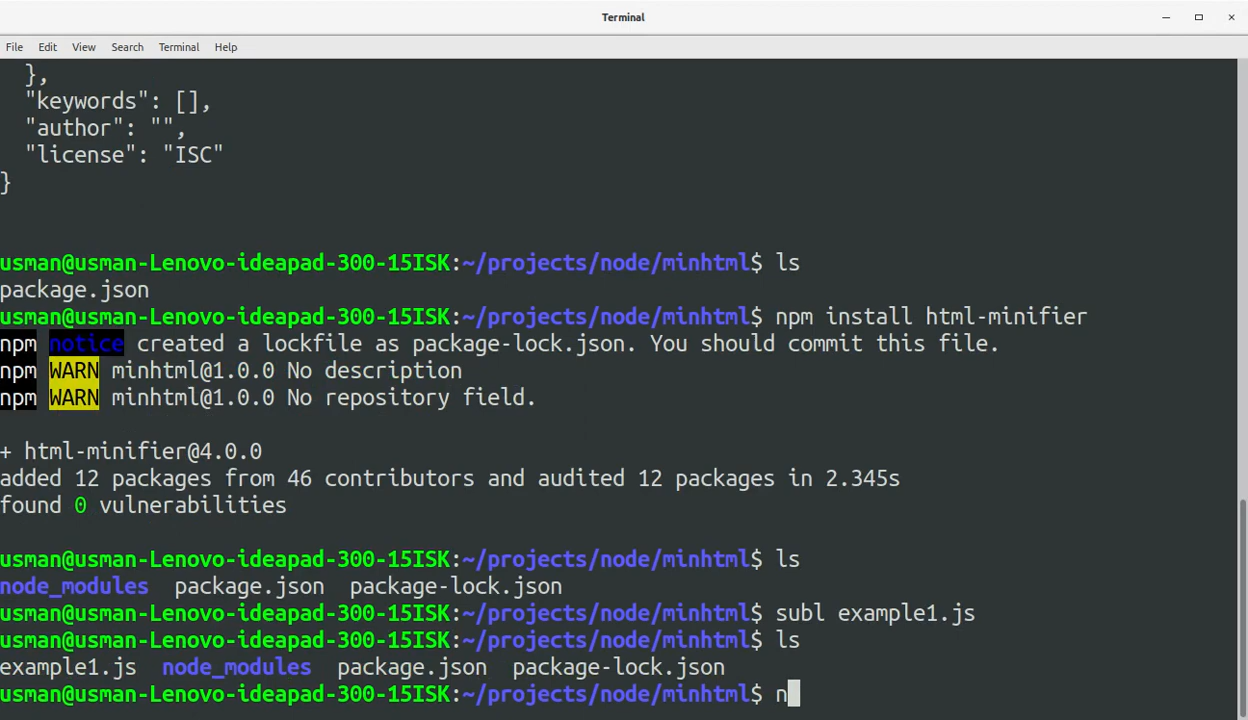 Terminal
File Edit View Search Terminal Help
},
"keywords": [],
"author": "",
"license": "ISC"
}
usman@usman-Lenovo-ideapad-300-15ISK:~/projects/node/minhtml$ ls
package.json
usman@usman-Lenovo-ideapad-300-15ISK:~/projects/node/minhtml$ npm install html-minifier
npm notice created a lockfile as package-lock.json. You should commit this file.
npm WARN minhtml@1.0.0 No description
npm WARN minhtml@1.0.0 No repository field.
+ html-minifier@4.0.0
added 12 packages from 46 contributors and audited 12 packages in 2.345s
found 0 vulnerabilities
usman@usman-Lenovo-ideapad-300-15ISK:~/projects/node/minhtml$ ls
node_modules package.json package-lock.json
usman@usman-Lenovo-ideapad-300-15ISK:~/projects/node/minhtml$ subl example1.js
usman@usman-Lenovo-ideapad-300-15ISK:~/projects/node/minhtml$ ls
example1.js node_modules package.json package-lock.json
usman@usman-Lenovo-ideapad-300-15ISK:~/projects/node/minhtml$ n